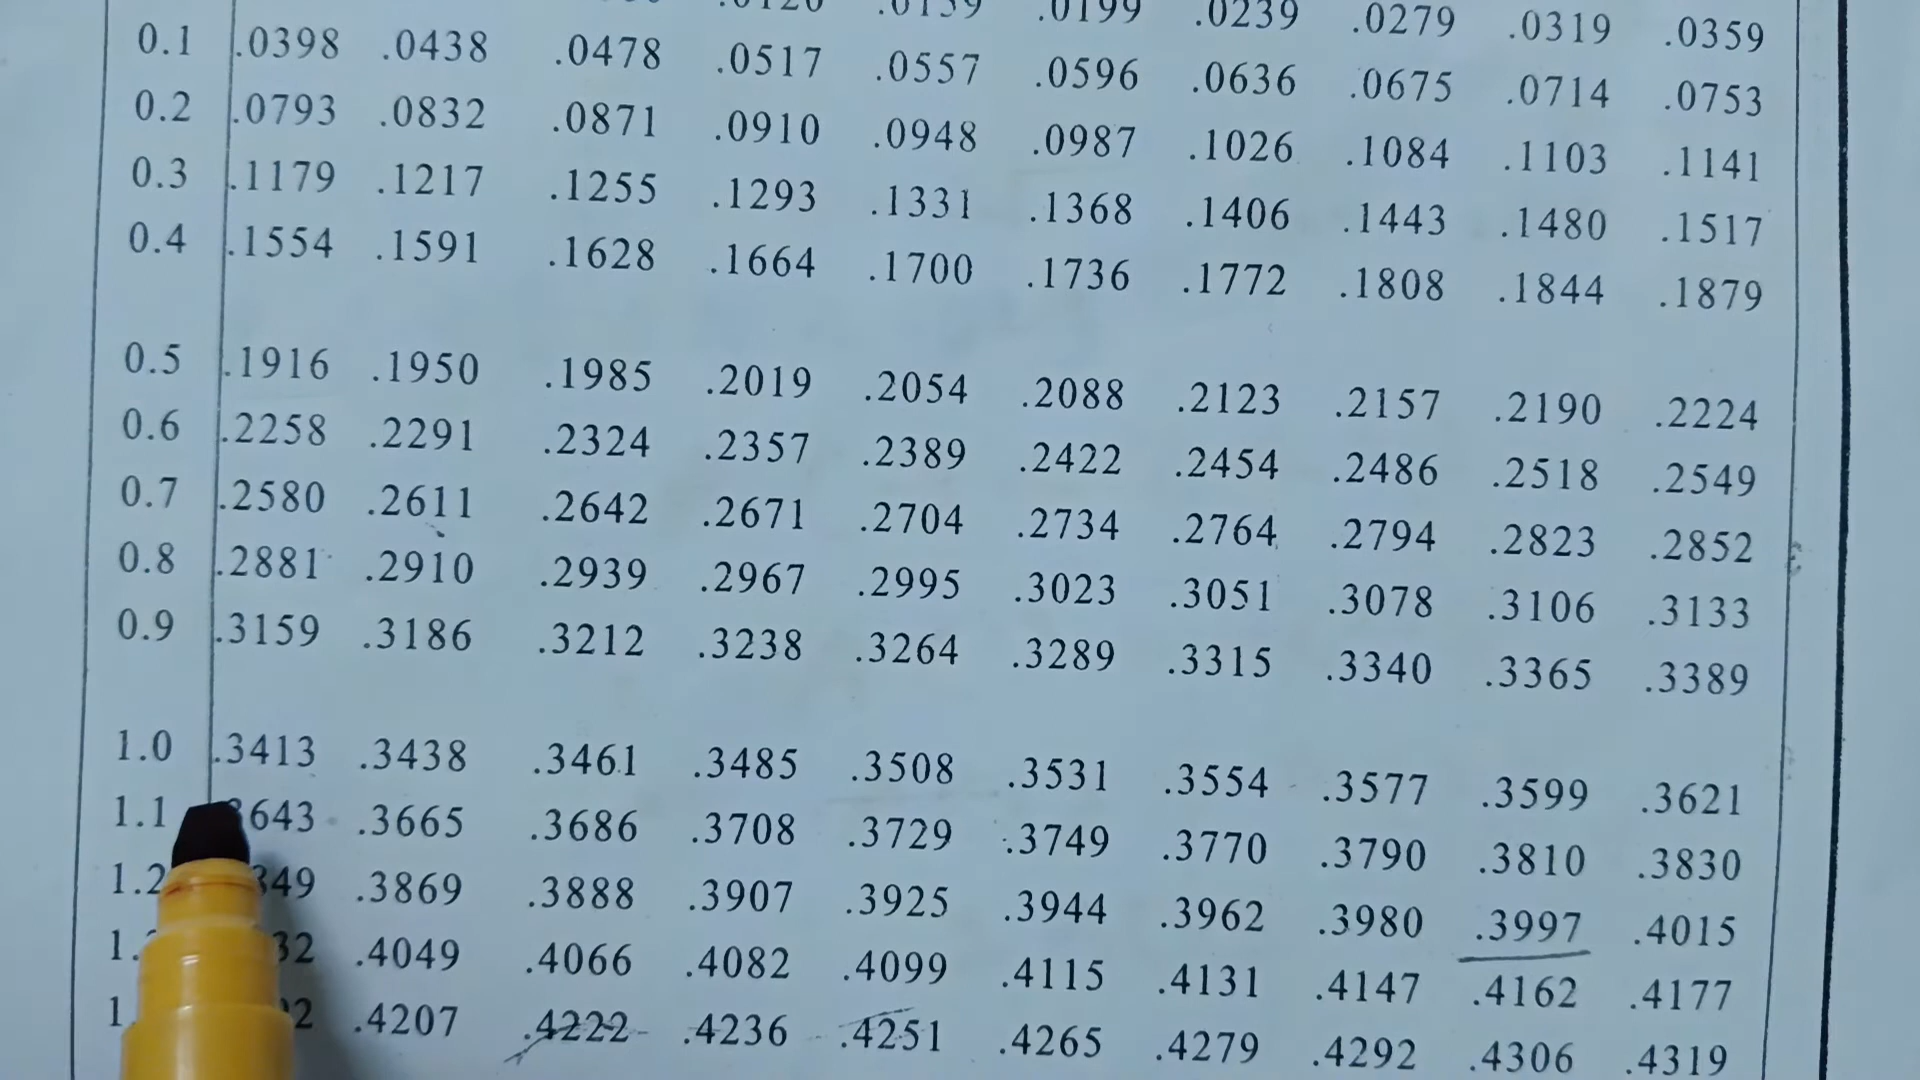 .0199 .0239 .0279 .0319 .0359
0.1 .0398 .0438 .0478 .0517 .0557 .0596 .0636 .0675 .0714 .0753
0.2 .0793 .0832 .0871 .0910 .0948 .0987 .1026 .1084 .1103 .1141
0.3 .1179 .1217 .1255 .1293 .1331 .1368 .1406 .1443 .1480 .1517
0.4 .1554 .1591 .1628 .1664 .1700 .1736 .1772 .1808 .1844 .1879
0.5 .1916 .1950 .1985 .2019 .2054 .2088 .2123 .2157 .2190 .2224
0.6 .2258 .2291 .2324 .2357 .2389 .2422 .2454 .2486 .2518 .2549
0.7 .2580 .2611 .2642 .2671 .2704 .2734 .2764 .2794 .2823 .2852
0.8 .2881 .2910 .2939 .2967 .2995 .3023 .3051 .3078 .3106 .3133
0.9 .3159 .3186 .3212 .3238 .3264 .3289 .3315 .3340 .3365 .3389
1.0 .3413 .3438 .3461 .3485 .3508 .3531 .3554 .3577 .3599 .3621
1.1 .3665 .3686 .3708 .3729 .3749 .3770 .3790 .3810 .3830
1.2 .3869 .3888 .3907 .3925 .3944 .3962 .3980 .3997 .4015
.4049 .4066 .4082 .4099 .4115 .4131 .4147 .4162 .4177
.4207 .4222 .4236 .4251 .4265 .4279 .4292 .4306 .4319